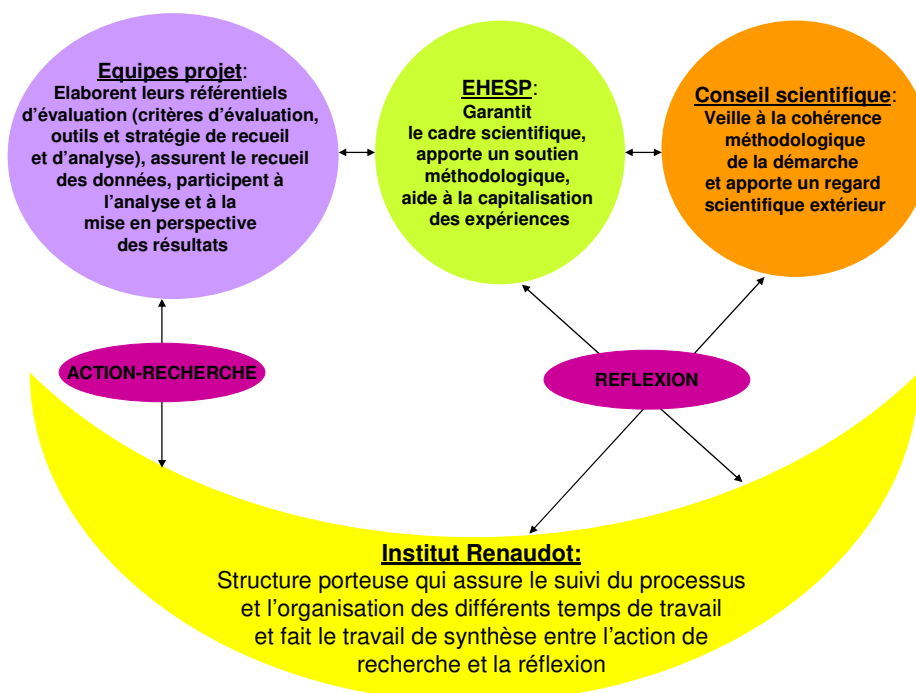 Equipes projet:
Elaborent leurs référentiels
d'évaluation (critères d'évaluation,
outils et stratégie de recueil
et d'analyse), assurent le recueil
des données, participent à
l'analyse et à la
mise en perspective
des résultats
EHESP:
Garantit
le cadre scientifique,
apporte un soutien
méthodologique,
aide à la capitalisation
des expériences
Conseil scientifique:
Veille à la cohérence
méthodologique
de la démarche
et apporte un regard
scientifique extérieur
ACTION-RECHERCHE
REFLEXION
Institut Renaudot:
Structure porteuse qui assure le suivi du processus
et l'organisation des différents temps de travail
et fait le travail de synthèse entre l'action de
recherche et la réflexion